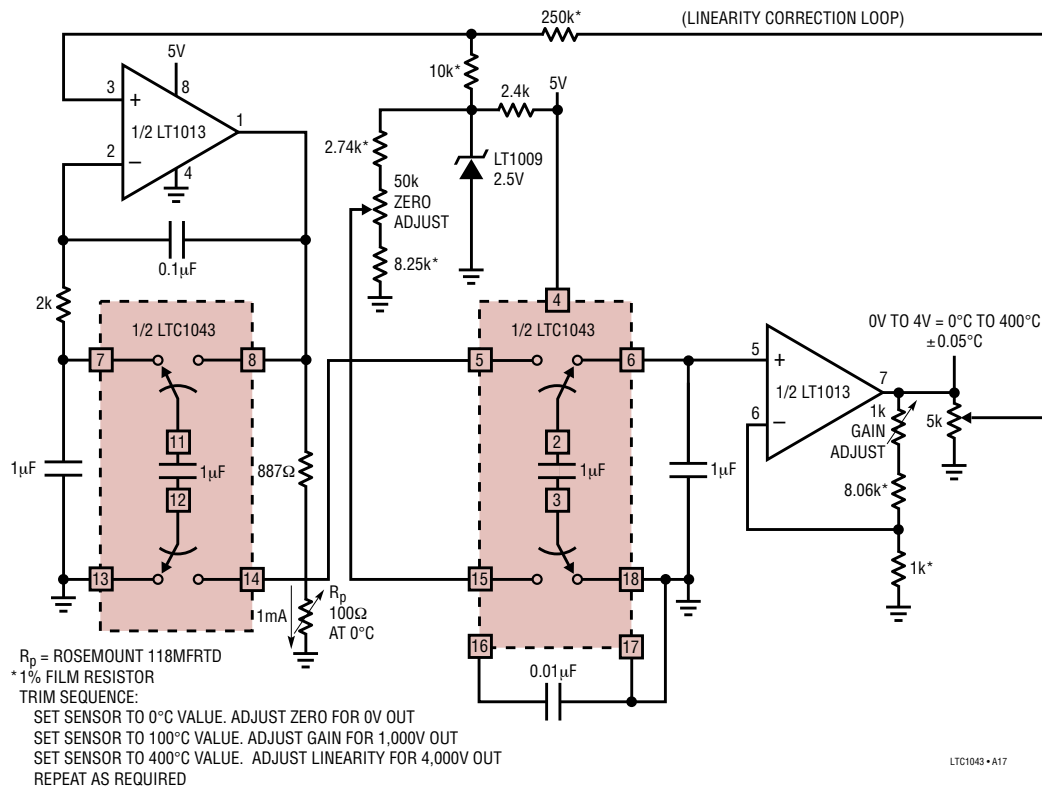 250k*
(LINEARITY CORRECTION LOOP)
5V
10k*
2.4k
5V
3
+
8
1/2 LT1013
1
2
−
4
2.74k*
LT1009
2.5V
50k
ZERO
ADJUST
0.1µF
8.25k*
2k
1/2 LTC1043
7
8
11
1µF
12
1µF
887Ω
13
14
1mA
Rp
100Ω
AT 0°C
4
1/2 LTC1043
5
6
2
1µF
3
1µF
15
18
16
17
0.01µF
0V TO 4V = 0°C TO 400°C
±0.05°C
5
+
7
1/2 LT1013
6
−
1k
GAIN
ADJUST
5k
8.06k*
1k*
Rp = ROSEMOUNT 118MFRTD
*1% FILM RESISTOR
TRIM SEQUENCE:
SET SENSOR TO 0°C VALUE. ADJUST ZERO FOR 0V OUT
SET SENSOR TO 100°C VALUE. ADJUST GAIN FOR 1,000V OUT
SET SENSOR TO 400°C VALUE.  ADJUST LINEARITY FOR 4,000V OUT
REPEAT AS REQUIRED
LTC1043 • A17